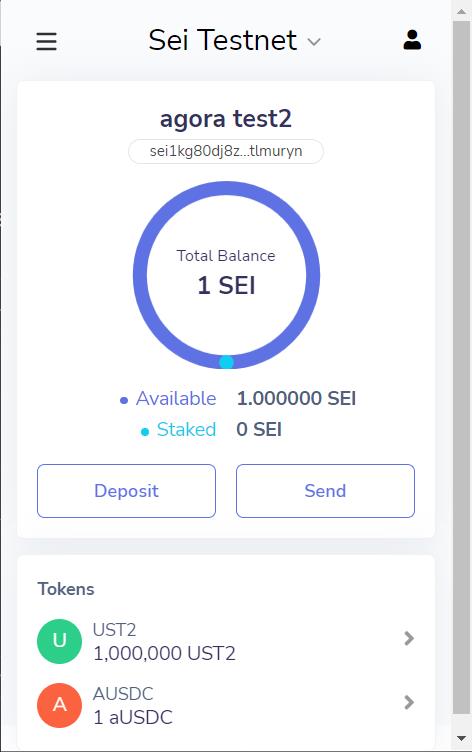 Sei Testnet
agora test2
sei1kg80dj8z...tlmuryn
Total Balance
1 SEI
Available 1.000000 SEI
Staked 0 SEI
Deposit Send
Tokens
U
UST2
1,000,000 UST2
A
AUSDC
1 aUSDC